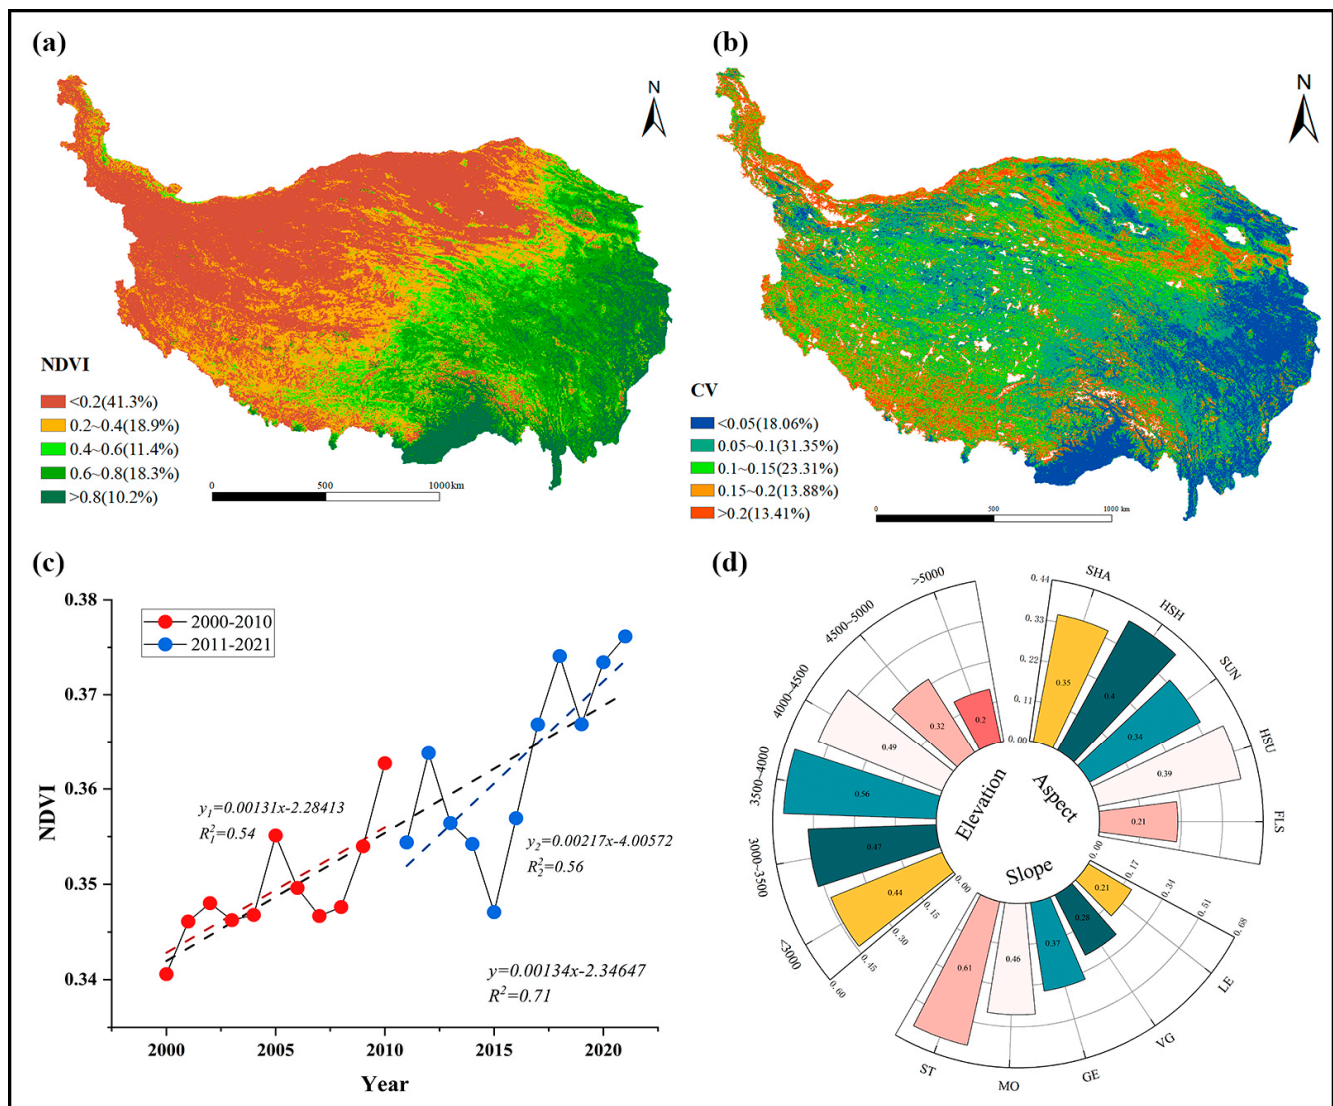 (a)
N
NDVI
<0.2(41.3%)
0.2~0.4(18.9%)
0.4~0.6(11.4%)
0.6~0.8(18.3%)
>0.8(10.2%)
0 500 1000km
(b)
N
CV
<0.05(18.06%)
0.05~0.1(31.35%)
0.1~0.15(23.31%)
0.15~0.2(13.88%)
>0.2(13.41%)
0 500 1000 km
(c)
0.38
0.37
0.36
0.35
0.34
NDVI
2000-2010
2011-2021
y₁=0.00131x-2.28413
R₁²=0.54
y₂=0.00217x-4.00572
R₂²=0.56
y=0.00134x-2.34647
R²=0.71
2000 2005 2010 2015 2020
Year
(d)
Elevation
<3000
3000~3500
3500~4000
4000~4500
4500~5000
>5000
0.44
0.47
0.56
0.49
0.32
0.2
0.00
0.15
0.30
0.45
0.60
Aspect
SHA
HSH
SUN
HSU
FLS
0.35
0.4
0.34
0.39
0.21
0.44
0.33
0.22
0.11
0.00
Slope
LE
VG
GE
MO
ST
0.21
0.28
0.37
0.46
0.61
0.00
0.17
0.34
0.51
0.68